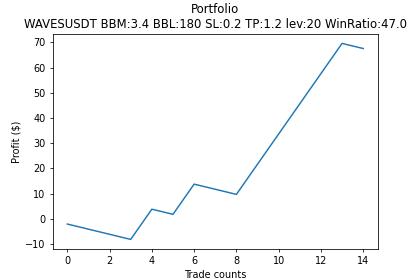 Portfolio
WAVESUSDT BBM:3.4 BBL:180 SL:0.2 TP:1.2 lev:20 WinRatio:47.0
70
60
50
40
30
20
10
0
−10
Profit ($)
0 2 4 6 8 10 12 14
Trade counts